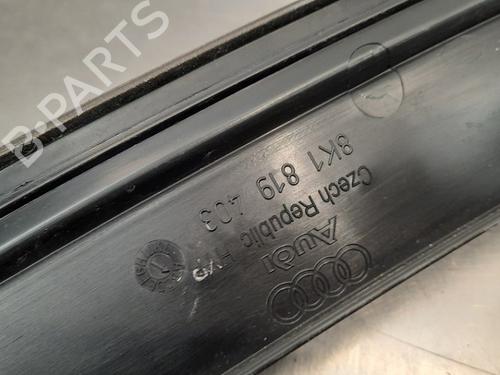 8K1 819 403
Czech Republic
Audi
B-PARTS